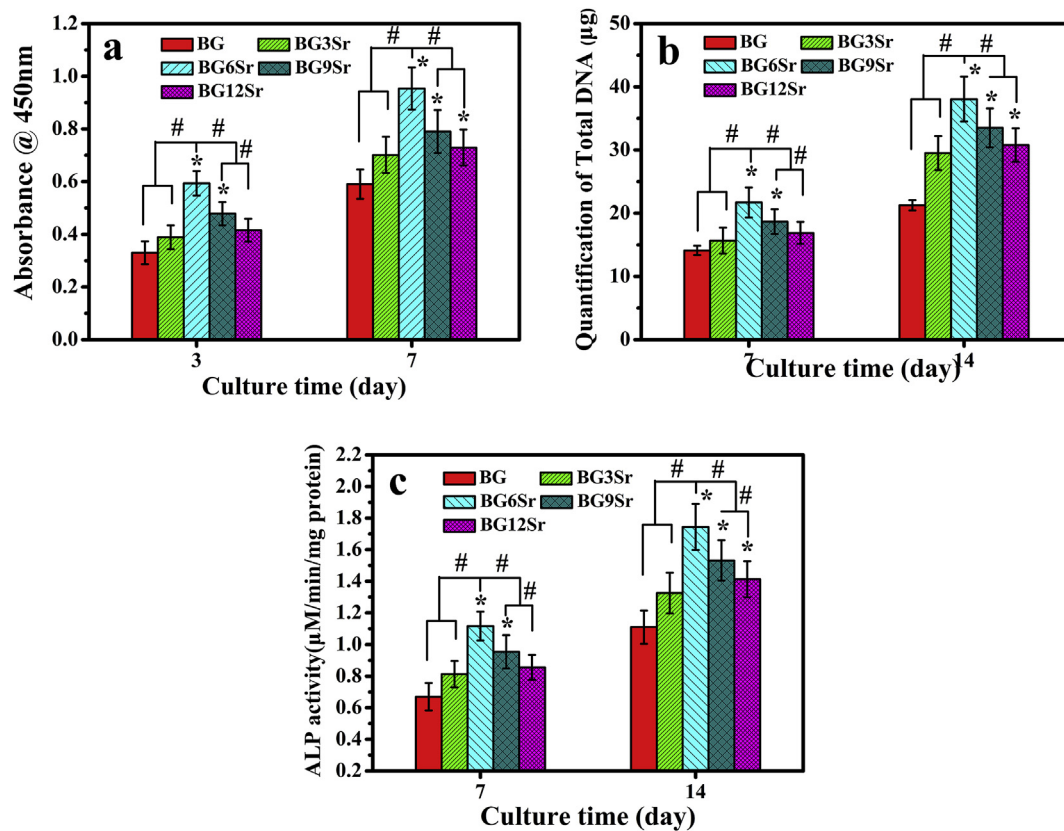 a
BG BG3Sr
BG6Sr BG9Sr
BG12Sr
# #
*
* *
# #
# * *
1.2
1.0
0.8
0.6
0.4
0.2
0.0
Absorbance @ 450nm
3 7
Culture time (day)
b
BG BG3Sr
BG6Sr BG9Sr
BG12Sr
# #
*
* *
# #
* * #
50
40
30
20
10
0
Quantification of Total DNA (µg)
7 14
Culture time (day)
c
BG BG3Sr
BG6Sr BG9Sr
BG12Sr
# #
* #
* *
# #
* * #
2.2
2.0
1.8
1.6
1.4
1.2
1.0
0.8
0.6
0.4
0.2
ALP activity(µM/min/mg protein)
7 14
Culture time (day)